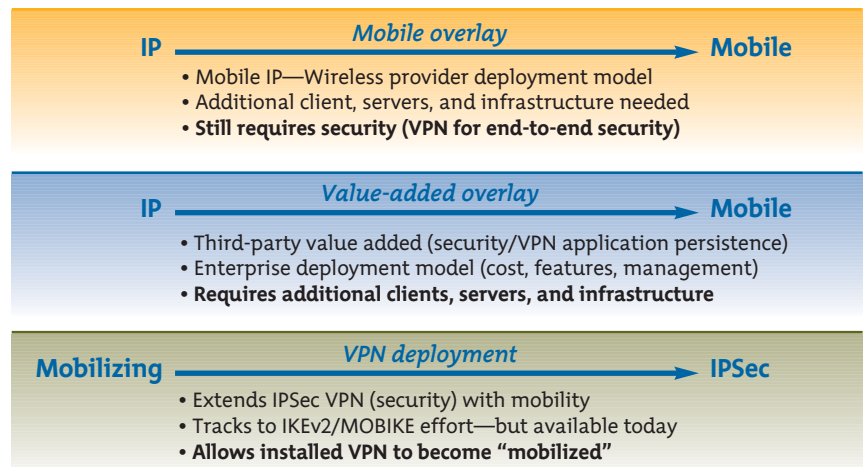 Mobile overlay
IP Mobile
• Mobile IP—Wireless provider deployment model
• Additional client, servers, and infrastructure needed
• Still requires security (VPN for end-to-end security)
Value-added overlay
IP Mobile
• Third-party value added (security/VPN application persistence)
• Enterprise deployment model (cost, features, management)
• Requires additional clients, servers, and infrastructure
VPN deployment
Mobilizing IPSec
• Extends IPSec VPN (security) with mobility
• Tracks to IKEv2/MOBIKE effort—but available today
• Allows installed VPN to become “mobilized”